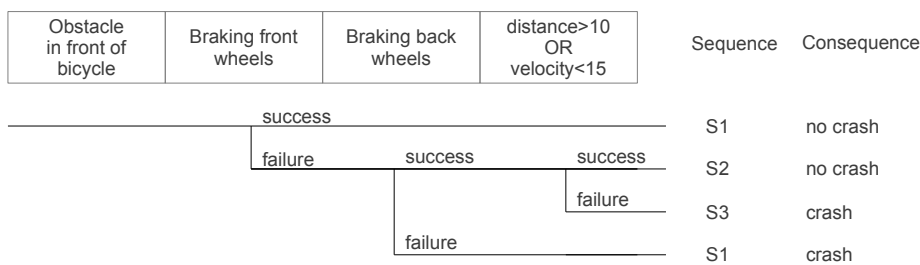 Obstacle
in front of
bicycle
Braking front
wheels
Braking back
wheels
distance>10
OR
velocity<15
Sequence
Consequence
success
S1
no crash
failure
success
success
S2
no crash
failure
S3
crash
failure
S1
crash